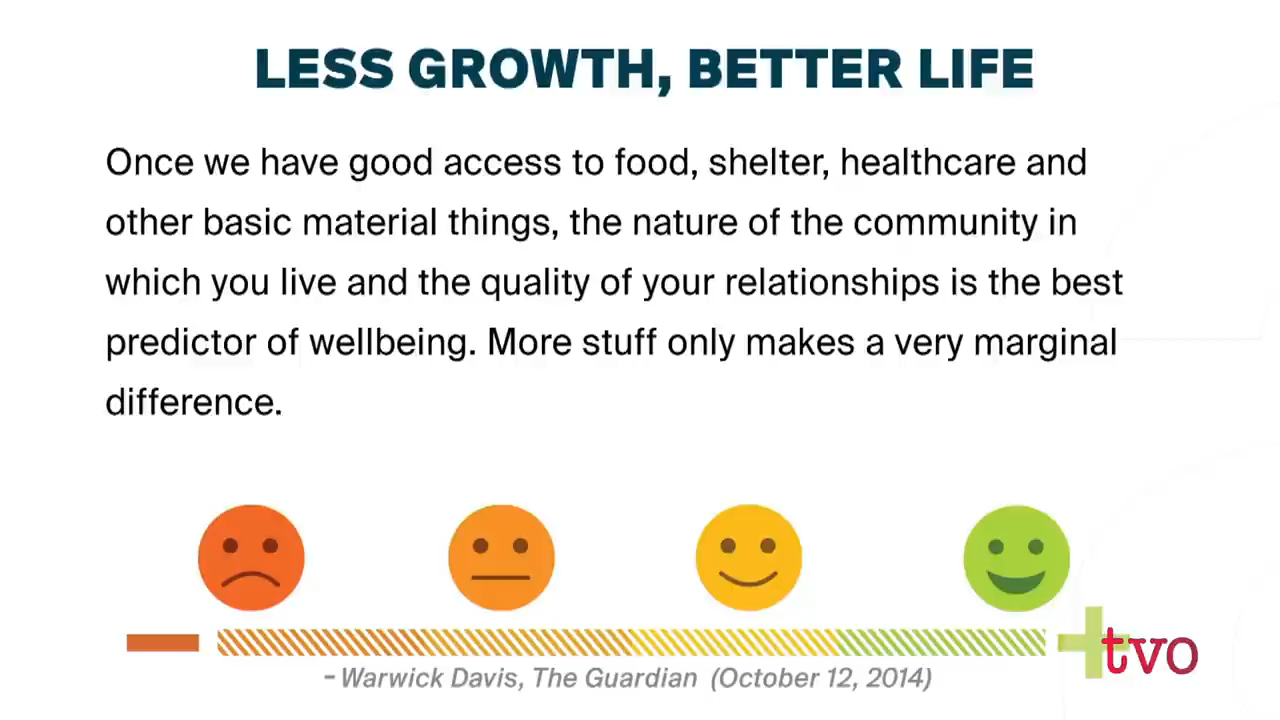 LESS GROWTH, BETTER LIFE
Once we have good access to food, shelter, healthcare and
other basic material things, the nature of the community in
which you live and the quality of your relationships is the best
predictor of wellbeing. More stuff only makes a very marginal
difference.
tvo
- Warwick Davis, The Guardian (October 12, 2014)